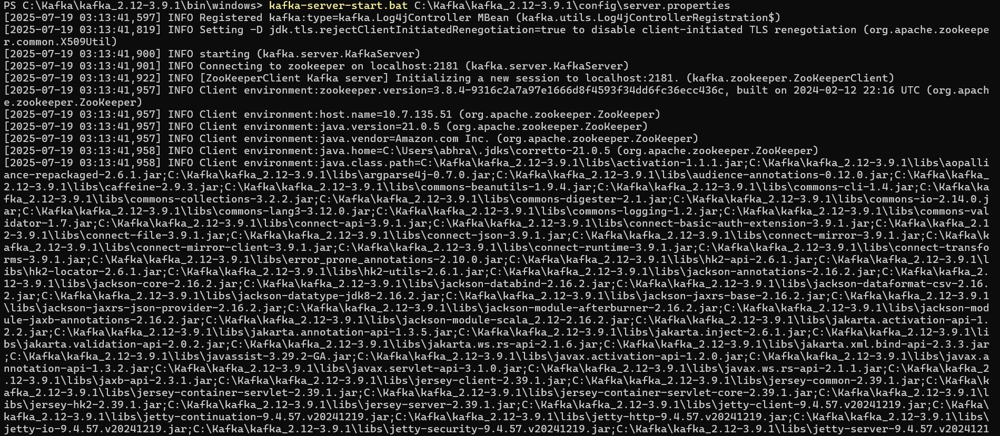 PS C:\Kafka\kafka_2.12-3.9.1\bin\windows> kafka-server-start.bat C:\Kafka\kafka_2.12-3.9.1\config\server.properties
[2025-07-19 03:13:41,597] INFO Registered kafka:type=kafka.Log4jController MBean (kafka.utils.Log4jControllerRegistration$)
[2025-07-19 03:13:41,819] INFO Setting -D jdk.tls.rejectClientInitiatedRenegotiation=true to disable client-initiated TLS renegotiation (org.apache.zookeepe
r.common.X509Util)
[2025-07-19 03:13:41,900] INFO starting (kafka.server.KafkaServer)
[2025-07-19 03:13:41,901] INFO Connecting to zookeeper on localhost:2181 (kafka.server.KafkaServer)
[2025-07-19 03:13:41,922] INFO [ZooKeeperClient Kafka server] Initializing a new session to localhost:2181. (kafka.zookeeper.ZooKeeperClient)
[2025-07-19 03:13:41,957] INFO Client environment:zookeeper.version=3.8.4-9316c2a7a97e1666d8f4593f34dd6fc36ecc436c, built on 2024-02-12 22:16 UTC (org.apach
e.zookeeper.ZooKeeper)
[2025-07-19 03:13:41,957] INFO Client environment:host.name=10.7.135.51 (org.apache.zookeeper.ZooKeeper)
[2025-07-19 03:13:41,957] INFO Client environment:java.version=21.0.5 (org.apache.zookeeper.ZooKeeper)
[2025-07-19 03:13:41,957] INFO Client environment:java.vendor=Amazon.com Inc. (org.apache.zookeeper.ZooKeeper)
[2025-07-19 03:13:41,958] INFO Client environment:java.home=C:\Users\abhra\.jdks\corretto-21.0.5 (org.apache.zookeeper.ZooKeeper)
[2025-07-19 03:13:41,958] INFO Client environment:java.class.path=C:\Kafka\kafka_2.12-3.9.1\libs\activation-1.1.1.jar;C:\Kafka\kafka_2.12-3.9.1\libs\aopalli
ance-repackaged-2.6.1.jar;C:\Kafka\kafka_2.12-3.9.1\libs\argparse4j-0.7.0.jar;C:\Kafka\kafka_2.12-3.9.1\libs\audience-annotations-0.12.0.jar;C:\Kafka\kafka_
2.12-3.9.1\libs\caffeine-2.9.3.jar;C:\Kafka\kafka_2.12-3.9.1\libs\commons-beanutils-1.9.4.jar;C:\Kafka\kafka_2.12-3.9.1\libs\commons-cli-1.4.jar;C:\Kafka\ka
fka_2.12-3.9.1\libs\commons-collections-3.2.2.jar;C:\Kafka\kafka_2.12-3.9.1\libs\commons-digester-2.1.jar;C:\Kafka\kafka_2.12-3.9.1\libs\commons-io-2.14.0.j
ar;C:\Kafka\kafka_2.12-3.9.1\libs\commons-lang3-3.12.0.jar;C:\Kafka\kafka_2.12-3.9.1\libs\commons-logging-1.2.jar;C:\Kafka\kafka_2.12-3.9.1\libs\commons-val
idator-1.7.jar;C:\Kafka\kafka_2.12-3.9.1\libs\connect-api-3.9.1.jar;C:\Kafka\kafka_2.12-3.9.1\libs\connect-basic-auth-extension-3.9.1.jar;C:\Kafka\kafka_2.1
2-3.9.1\libs\connect-file-3.9.1.jar;C:\Kafka\kafka_2.12-3.9.1\libs\connect-json-3.9.1.jar;C:\Kafka\kafka_2.12-3.9.1\libs\connect-mirror-3.9.1.jar;C:\Kafka\k
afka_2.12-3.9.1\libs\connect-mirror-client-3.9.1.jar;C:\Kafka\kafka_2.12-3.9.1\libs\connect-runtime-3.9.1.jar;C:\Kafka\kafka_2.12-3.9.1\libs\connect-transfo
rms-3.9.1.jar;C:\Kafka\kafka_2.12-3.9.1\libs\error_prone_annotations-2.10.0.jar;C:\Kafka\kafka_2.12-3.9.1\libs\hk2-api-2.6.1.jar;C:\Kafka\kafka_2.12-3.9.1\l
ibs\hk2-locator-2.6.1.jar;C:\Kafka\kafka_2.12-3.9.1\libs\hk2-utils-2.6.1.jar;C:\Kafka\kafka_2.12-3.9.1\libs\jackson-annotations-2.16.2.jar;C:\Kafka\kafka_2.
12-3.9.1\libs\jackson-core-2.16.2.jar;C:\Kafka\kafka_2.12-3.9.1\libs\jackson-databind-2.16.2.jar;C:\Kafka\kafka_2.12-3.9.1\libs\jackson-dataformat-csv-2.16.
2.jar;C:\Kafka\kafka_2.12-3.9.1\libs\jackson-datatype-jdk8-2.16.2.jar;C:\Kafka\kafka_2.12-3.9.1\libs\jackson-jaxrs-base-2.16.2.jar;C:\Kafka\kafka_2.12-3.9.1
\libs\jackson-jaxrs-json-provider-2.16.2.jar;C:\Kafka\kafka_2.12-3.9.1\libs\jackson-module-afterburner-2.16.2.jar;C:\Kafka\kafka_2.12-3.9.1\libs\jackson-mod
ule-jaxb-annotations-2.16.2.jar;C:\Kafka\kafka_2.12-3.9.1\libs\jackson-module-scala_2.12-2.16.2.jar;C:\Kafka\kafka_2.12-3.9.1\libs\jakarta.activation-api-1.
2.2.jar;C:\Kafka\kafka_2.12-3.9.1\libs\jakarta.annotation-api-1.3.5.jar;C:\Kafka\kafka_2.12-3.9.1\libs\jakarta.inject-2.6.1.jar;C:\Kafka\kafka_2.12-3.9.1\li
bs\jakarta.validation-api-2.0.2.jar;C:\Kafka\kafka_2.12-3.9.1\libs\jakarta.ws.rs-api-2.1.6.jar;C:\Kafka\kafka_2.12-3.9.1\libs\jakarta.xml.bind-api-2.3.3.jar
;C:\Kafka\kafka_2.12-3.9.1\libs\javassist-3.29.2-GA.jar;C:\Kafka\kafka_2.12-3.9.1\libs\javax.activation-api-1.2.0.jar;C:\Kafka\kafka_2.12-3.9.1\libs\javax.a
nnotation-api-1.3.2.jar;C:\Kafka\kafka_2.12-3.9.1\libs\javax.servlet-api-3.1.0.jar;C:\Kafka\kafka_2.12-3.9.1\libs\javax.ws.rs-api-2.1.1.jar;C:\Kafka\kafka_2
.12-3.9.1\libs\jaxb-api-2.3.1.jar;C:\Kafka\kafka_2.12-3.9.1\libs\jersey-client-2.39.1.jar;C:\Kafka\kafka_2.12-3.9.1\libs\jersey-common-2.39.1.jar;C:\Kafka\k
afka_2.12-3.9.1\libs\jersey-container-servlet-2.39.1.jar;C:\Kafka\kafka_2.12-3.9.1\libs\jersey-container-servlet-core-2.39.1.jar;C:\Kafka\kafka_2.12-3.9.1\l
ibs\jersey-hk2-2.39.1.jar;C:\Kafka\kafka_2.12-3.9.1\libs\jersey-server-2.39.1.jar;C:\Kafka\kafka_2.12-3.9.1\libs\jetty-client-9.4.57.v20241219.jar;C:\Kafka\
kafka_2.12-3.9.1\libs\jetty-continuation-9.4.57.v20241219.jar;C:\Kafka\kafka_2.12-3.9.1\libs\jetty-http-9.4.57.v20241219.jar;C:\Kafka\kafka_2.12-3.9.1\libs\
jetty-io-9.4.57.v20241219.jar;C:\Kafka\kafka_2.12-3.9.1\libs\jetty-security-9.4.57.v20241219.jar;C:\Kafka\kafka_2.12-3.9.1\libs\jetty-server-9.4.57.v2024121